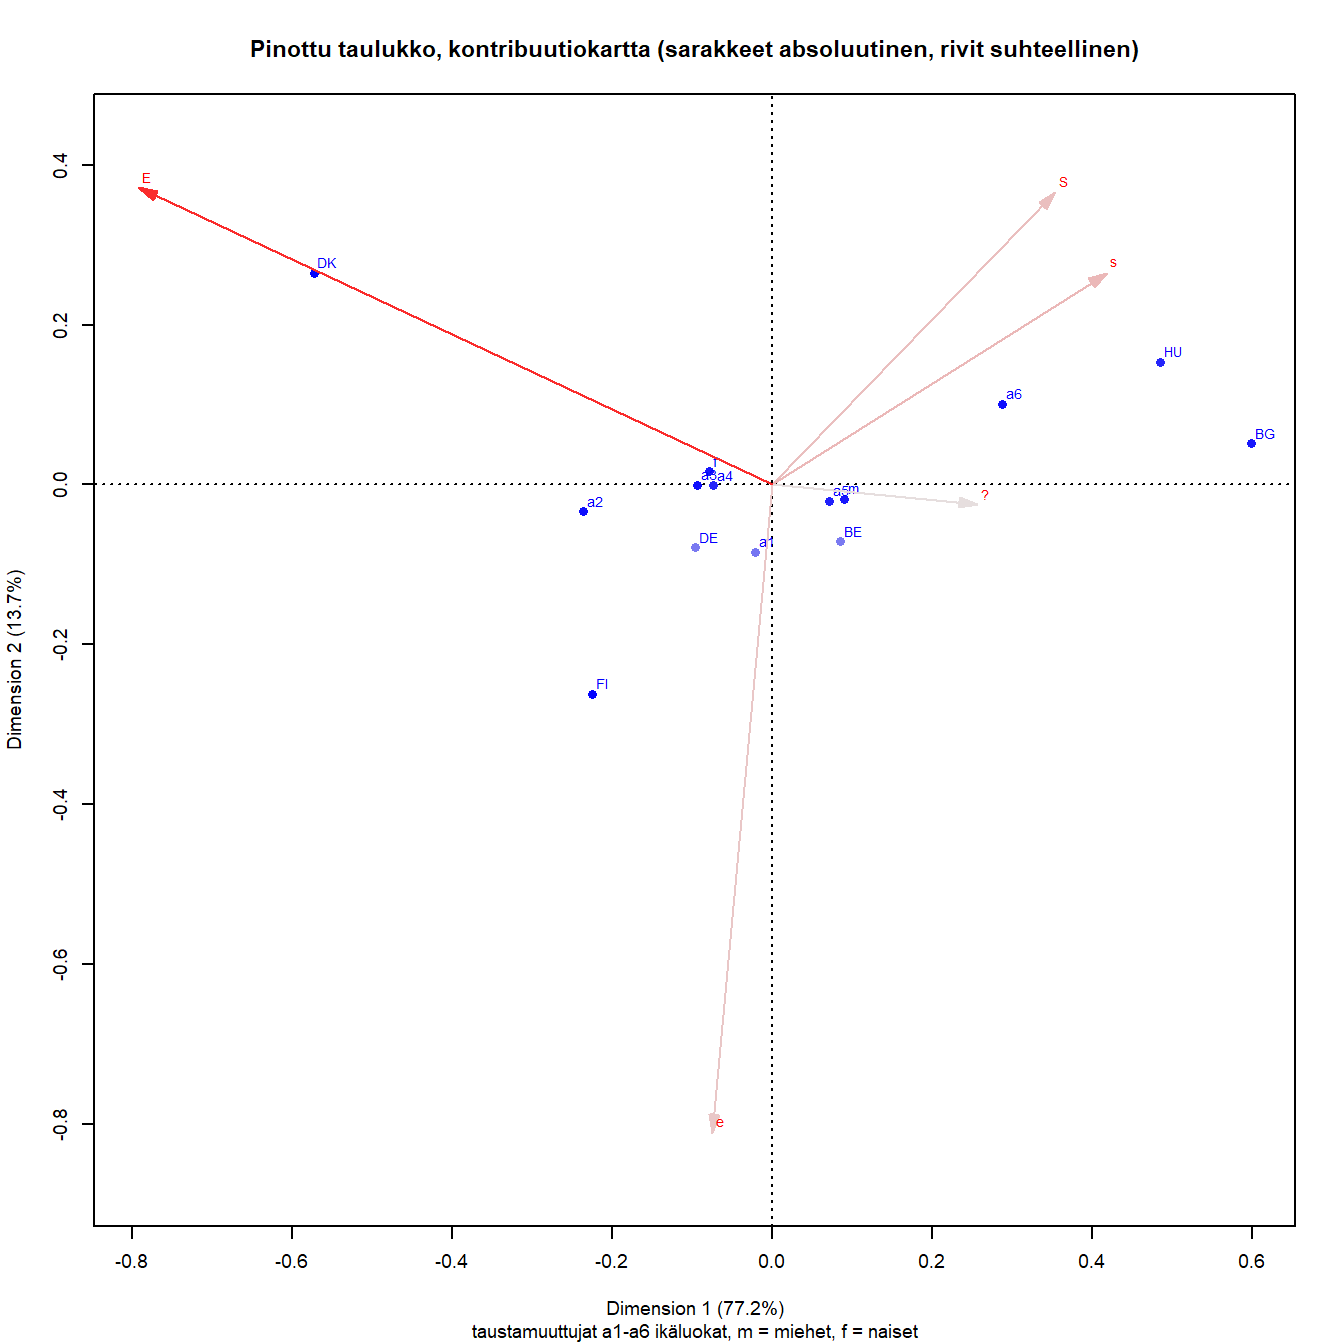 Pinottu taulukko, kontribuutiokartta (sarakkeet absoluutinen, rivit suhteellinen)
E
S
DK
s
HU
a6
BG
f
a3
a4
a5
m
?
a2
DE
a1
BE
FI
e
0.4
0.2
0.0
-0.2
-0.4
-0.6
-0.8
Dimension 2 (13.7%)
-0.8 -0.6 -0.4 -0.2 0.0 0.2 0.4 0.6
Dimension 1 (77.2%)
taustamuuttujat a1-a6 ikäluokat, m = miehet, f = naiset